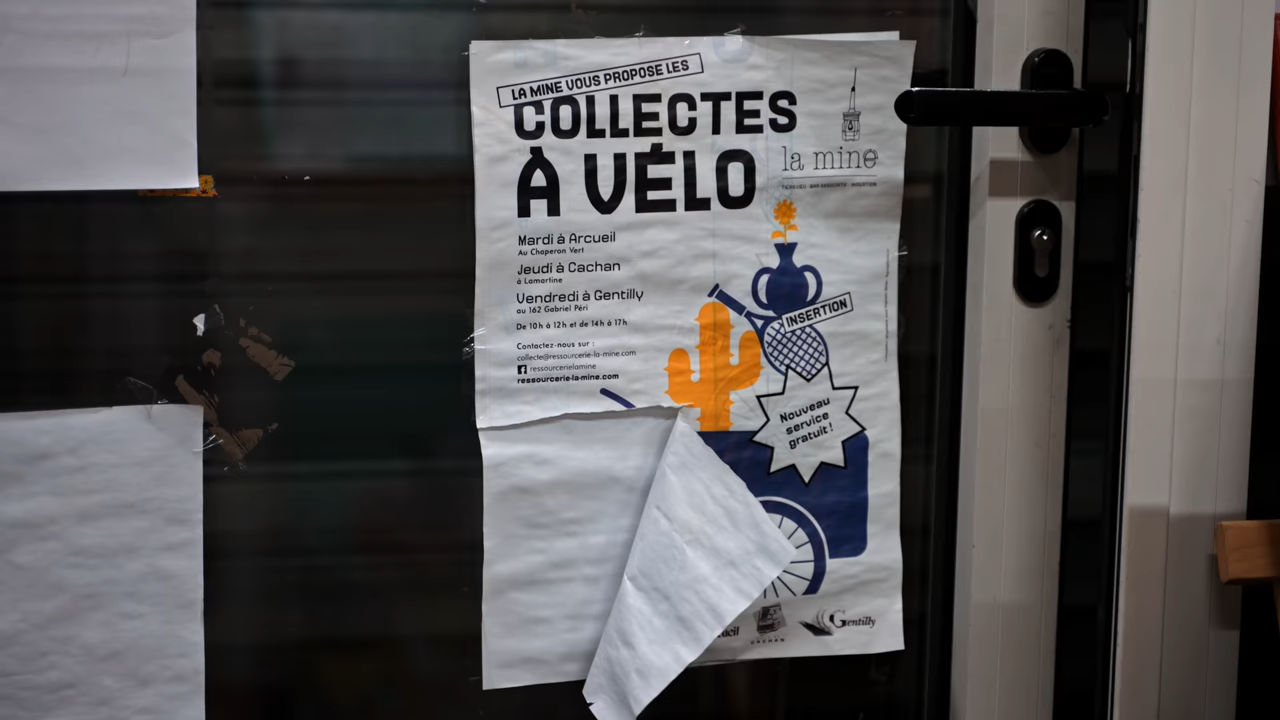 LA MINE VOUS PROPOSE LES
COLLECTES
À VÉLO
la mine
Mardi à Arcueil
Au Chaperon Vert
Jeudi à Cachan
à Lamartine
Vendredi à Gentilly
au 162 Gabriel Péri
De 10h à 12h et de 14h à 17h
Contactez-nous sur :
collecte@ressourcerie-la-mine.com
ressourcerielamine
ressourcerie-la-mine.com
INSERTION
Nouveau
service
gratuit !
CACHAN
Gentilly